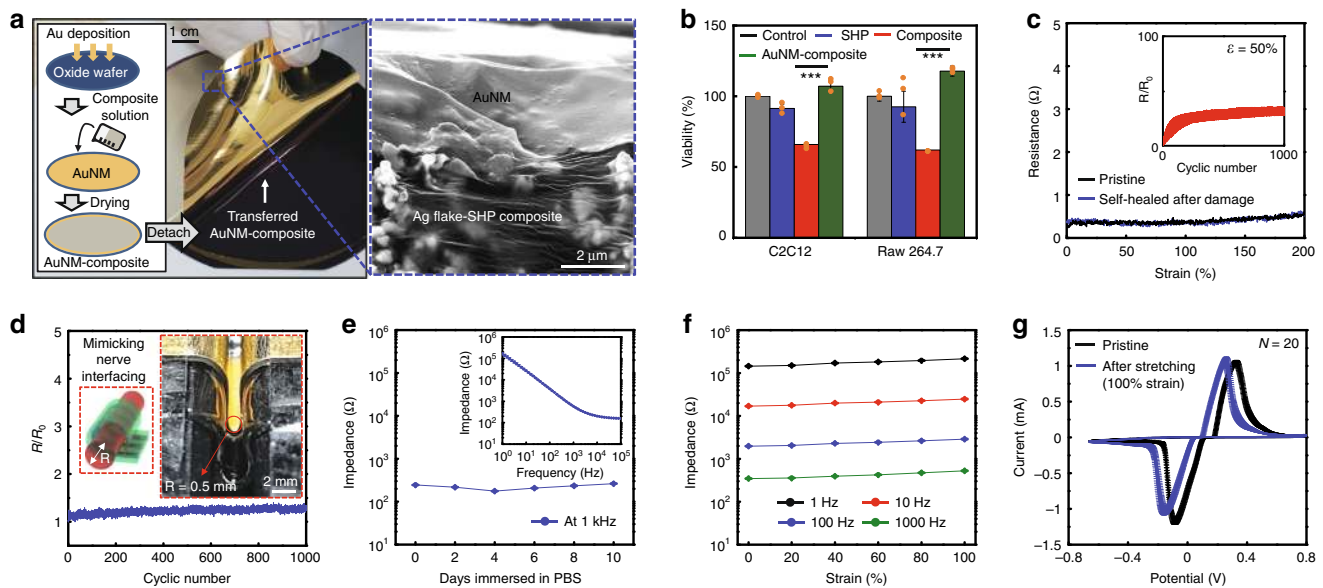 a
Au deposition
Oxide wafer
Composite
solution
AuNM
Drying
AuNM-composite
Detach
1 cm
Transferred
AuNM-composite
AuNM
Ag flake-SHP composite
2 μm
b
Control SHP Composite
AuNM-composite
*** ***
Viability (%)
150
100
50
0
C2C12 Raw 264.7
c
Resistance (Ω)
5
4
3
2
1
0
ε = 50%
R/R0
100
0
0 1000
Cyclic number
Pristine
Self-healed after damage
0 50 100 150 200
Strain (%)
d
R/R0
5
4
3
2
1
Mimicking
nerve
interfacing
R
R = 0.5 mm
2 mm
0 200 400 600 800 1000
Cyclic number
e
Impedance (Ω)
10^6
10^5
10^4
10^3
10^2
10^1
Impedance (Ω)
10^6
10^5
10^4
10^3
10^2
10^1
10^0 10^1 10^2 10^3 10^4 10^5
Frequency (Hz)
At 1 kHz
0 2 4 6 8 10
Days immersed in PBS
f
Impedance (Ω)
10^6
10^5
10^4
10^3
10^2
10^1
1 Hz 10 Hz
100 Hz 1000 Hz
0 20 40 60 80 100
Strain (%)
g
Current (mA)
1.5
1.0
0.5
0
−0.5
−1.0
−1.5
Pristine
After stretching
(100% strain)
N = 20
−0.8 −0.4 0 0.4 0.8
Potential (V)